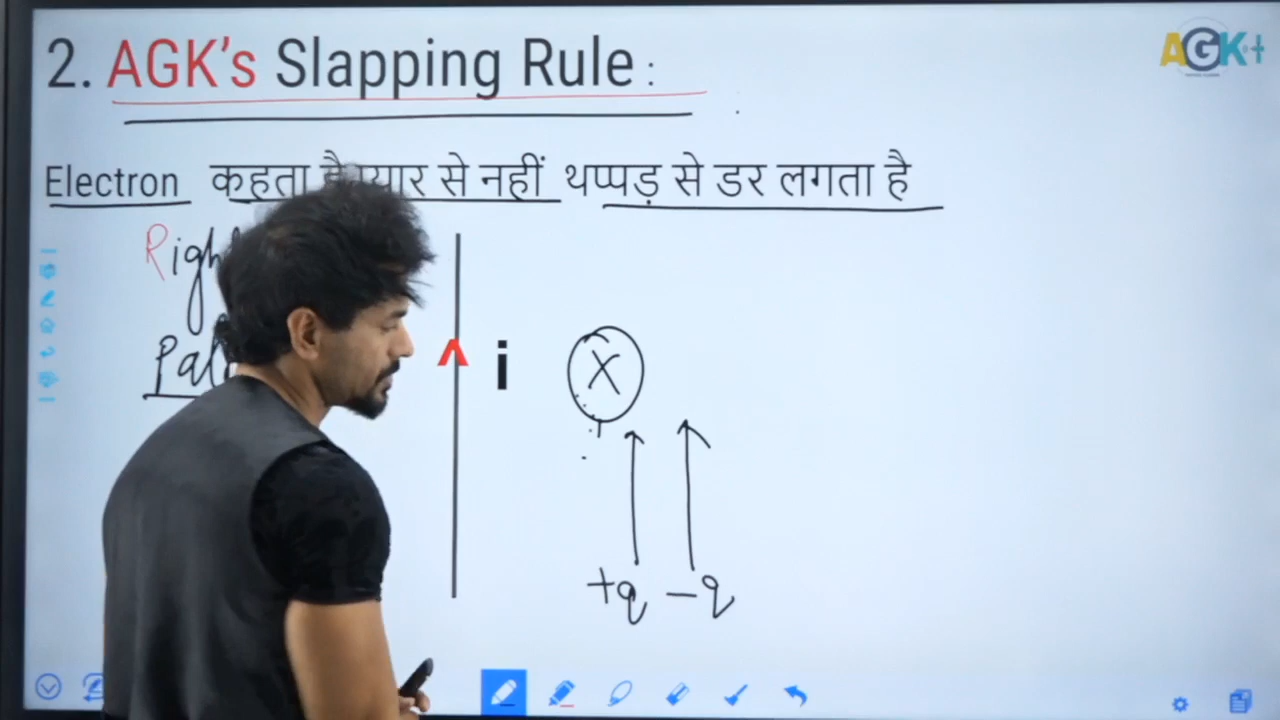 2. AGK's Slapping Rule :
AGK
Electron कहता है प्यार से नहीं थप्पड़ से डर लगता है
i X
+q -q